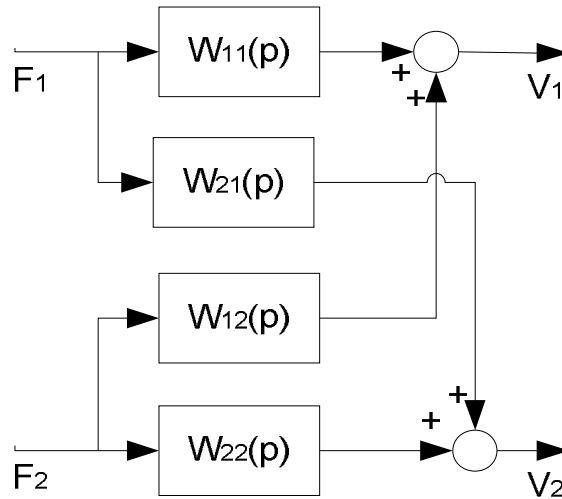 W11(p)
+
+
F1
V1
W21(p)
W12(p)
+
+
W22(p)
F2
V2